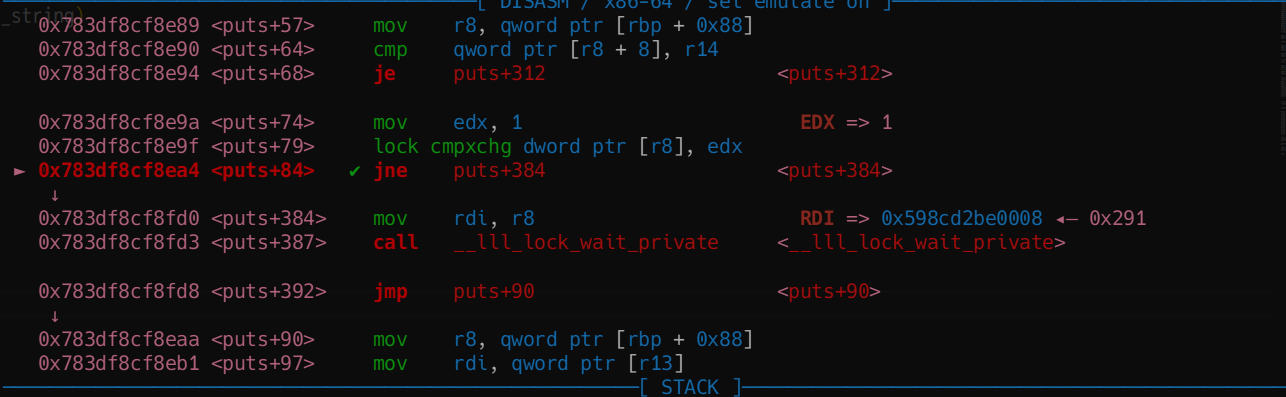 [ DISASM / x86-64 / set emulate on ]
_string)
0x783df8cf8e89 <puts+57> mov r8, qword ptr [rbp + 0x88]
0x783df8cf8e90 <puts+64> cmp qword ptr [r8 + 8], r14
0x783df8cf8e94 <puts+68> je puts+312 <puts+312>
0x783df8cf8e9a <puts+74> mov edx, 1 EDX => 1
0x783df8cf8e9f <puts+79> lock cmpxchg dword ptr [r8], edx
► 0x783df8cf8ea4 <puts+84> ✔ jne puts+384 <puts+384>
↓
0x783df8cf8fd0 <puts+384> mov rdi, r8 RDI => 0x598cd2be0008 ◂— 0x291
0x783df8cf8fd3 <puts+387> call __lll_lock_wait_private <__lll_lock_wait_private>
0x783df8cf8fd8 <puts+392> jmp puts+90 <puts+90>
↓
0x783df8cf8eaa <puts+90> mov r8, qword ptr [rbp + 0x88]
0x783df8cf8eb1 <puts+97> mov rdi, qword ptr [r13]
[ STACK ]